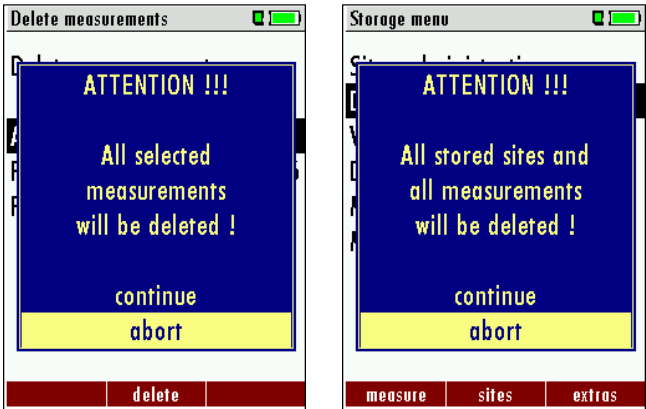 Delete measurements
ATTENTION !!!
All selected
measurements
will be deleted !
continue
abort
delete
Storage menu
ATTENTION !!!
All stored sites and
all measurements
will be deleted !
continue
abort
measure
sites
extras